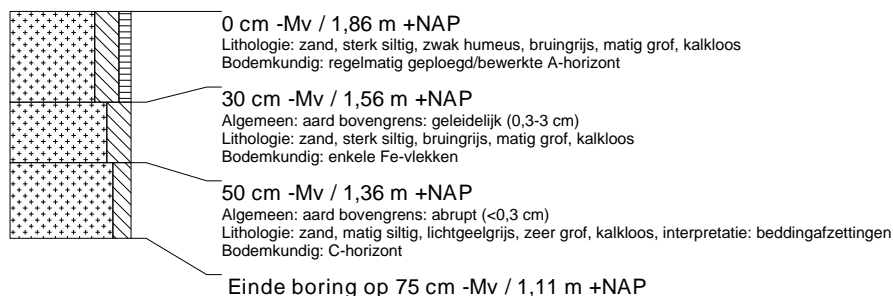 0 cm -Mv / 1,86 m +NAP
Lithologie: zand, sterk siltig, zwak humeus, bruingrijs, matig grof, kalkloos
Bodemkundig: regelmatig geploegd/bewerkte A-horizont
30 cm -Mv / 1,56 m +NAP
Algemeen: aard bovengrens: geleidelijk (0,3-3 cm)
Lithologie: zand, sterk siltig, bruingrijs, matig grof, kalkloos
Bodemkundig: enkele Fe-vlekken
50 cm -Mv / 1,36 m +NAP
Algemeen: aard bovengrens: abrupt (<0,3 cm)
Lithologie: zand, matig siltig, lichtgeelgrijs, zeer grof, kalkloos, interpretatie: beddingafzettingen
Bodemkundig: C-horizont
Einde boring op 75 cm -Mv / 1,11 m +NAP